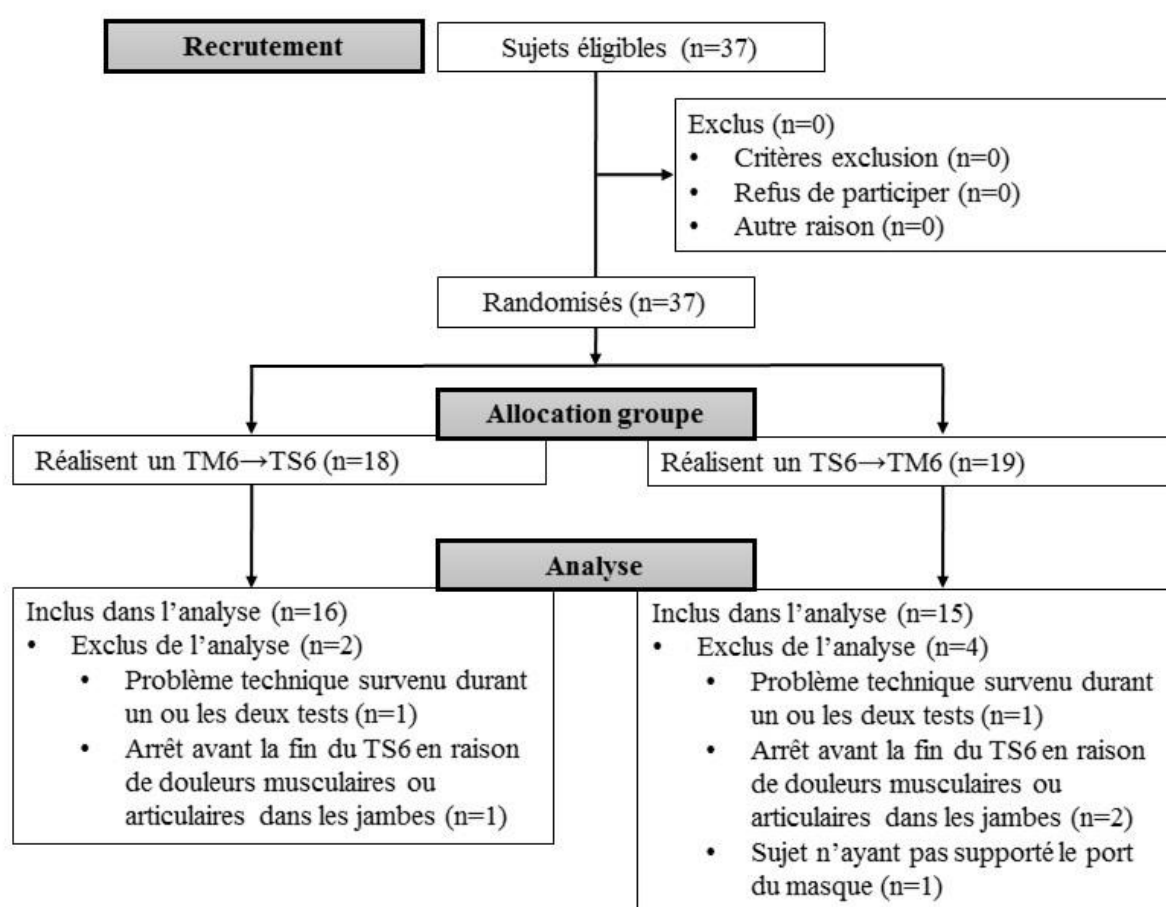 Recrutement
Sujets éligibles (n=37)
Exclus (n=0)
• Critères exclusion (n=0)
• Refus de participer (n=0)
• Autre raison (n=0)
Randomisés (n=37)
Allocation groupe
Réalisent un TM6→TS6 (n=18)
Réalisent un TS6→TM6 (n=19)
Analyse
Inclus dans l’analyse (n=16)
• Exclus de l’analyse (n=2)
• Problème technique survenu durant
un ou les deux tests (n=1)
• Arrêt avant la fin du TS6 en raison
de douleurs musculaires ou
articulaires dans les jambes (n=1)
Inclus dans l’analyse (n=15)
• Exclus de l’analyse (n=4)
• Problème technique survenu durant
un ou les deux tests (n=1)
• Arrêt avant la fin du TS6 en raison
de douleurs musculaires ou
articulaires dans les jambes (n=2)
• Sujet n’ayant pas supporté le port
du masque (n=1)